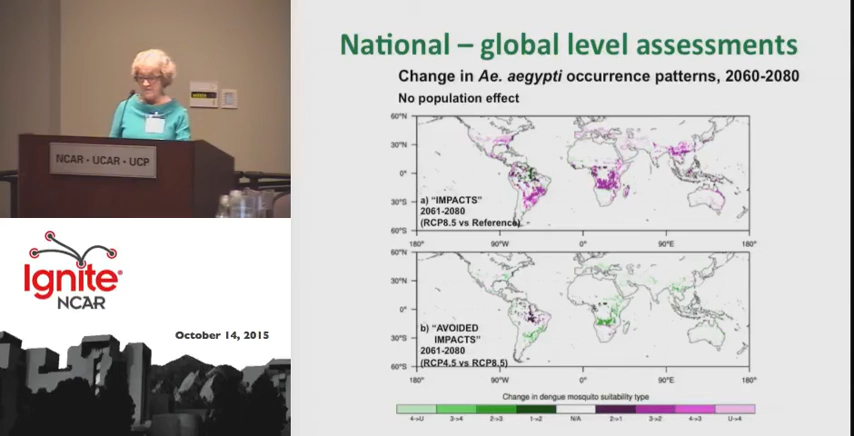 National – global level assessments
Change in Ae. aegypti occurrence patterns, 2060-2080
No population effect
60°N
30°N
0°
30°S
60°S
a) "IMPACTS"
2061-2080
(RCP8.5 vs Reference)
180° 90°W 0° 90°E 180°
60°N
30°N
0°
30°S
60°S
b) "AVOIDED
IMPACTS"
2061-2080
(RCP4.5 vs RCP8.5)
180° 90°W 0° 90°E 180°
Change in dengue mosquito suitability type
4->U 3->4 2->3 1->2 N/A 2->1 3->2 4->3 U->4
NCAR • UCAR • UCP
Ignite®
NCAR
October 14, 2015